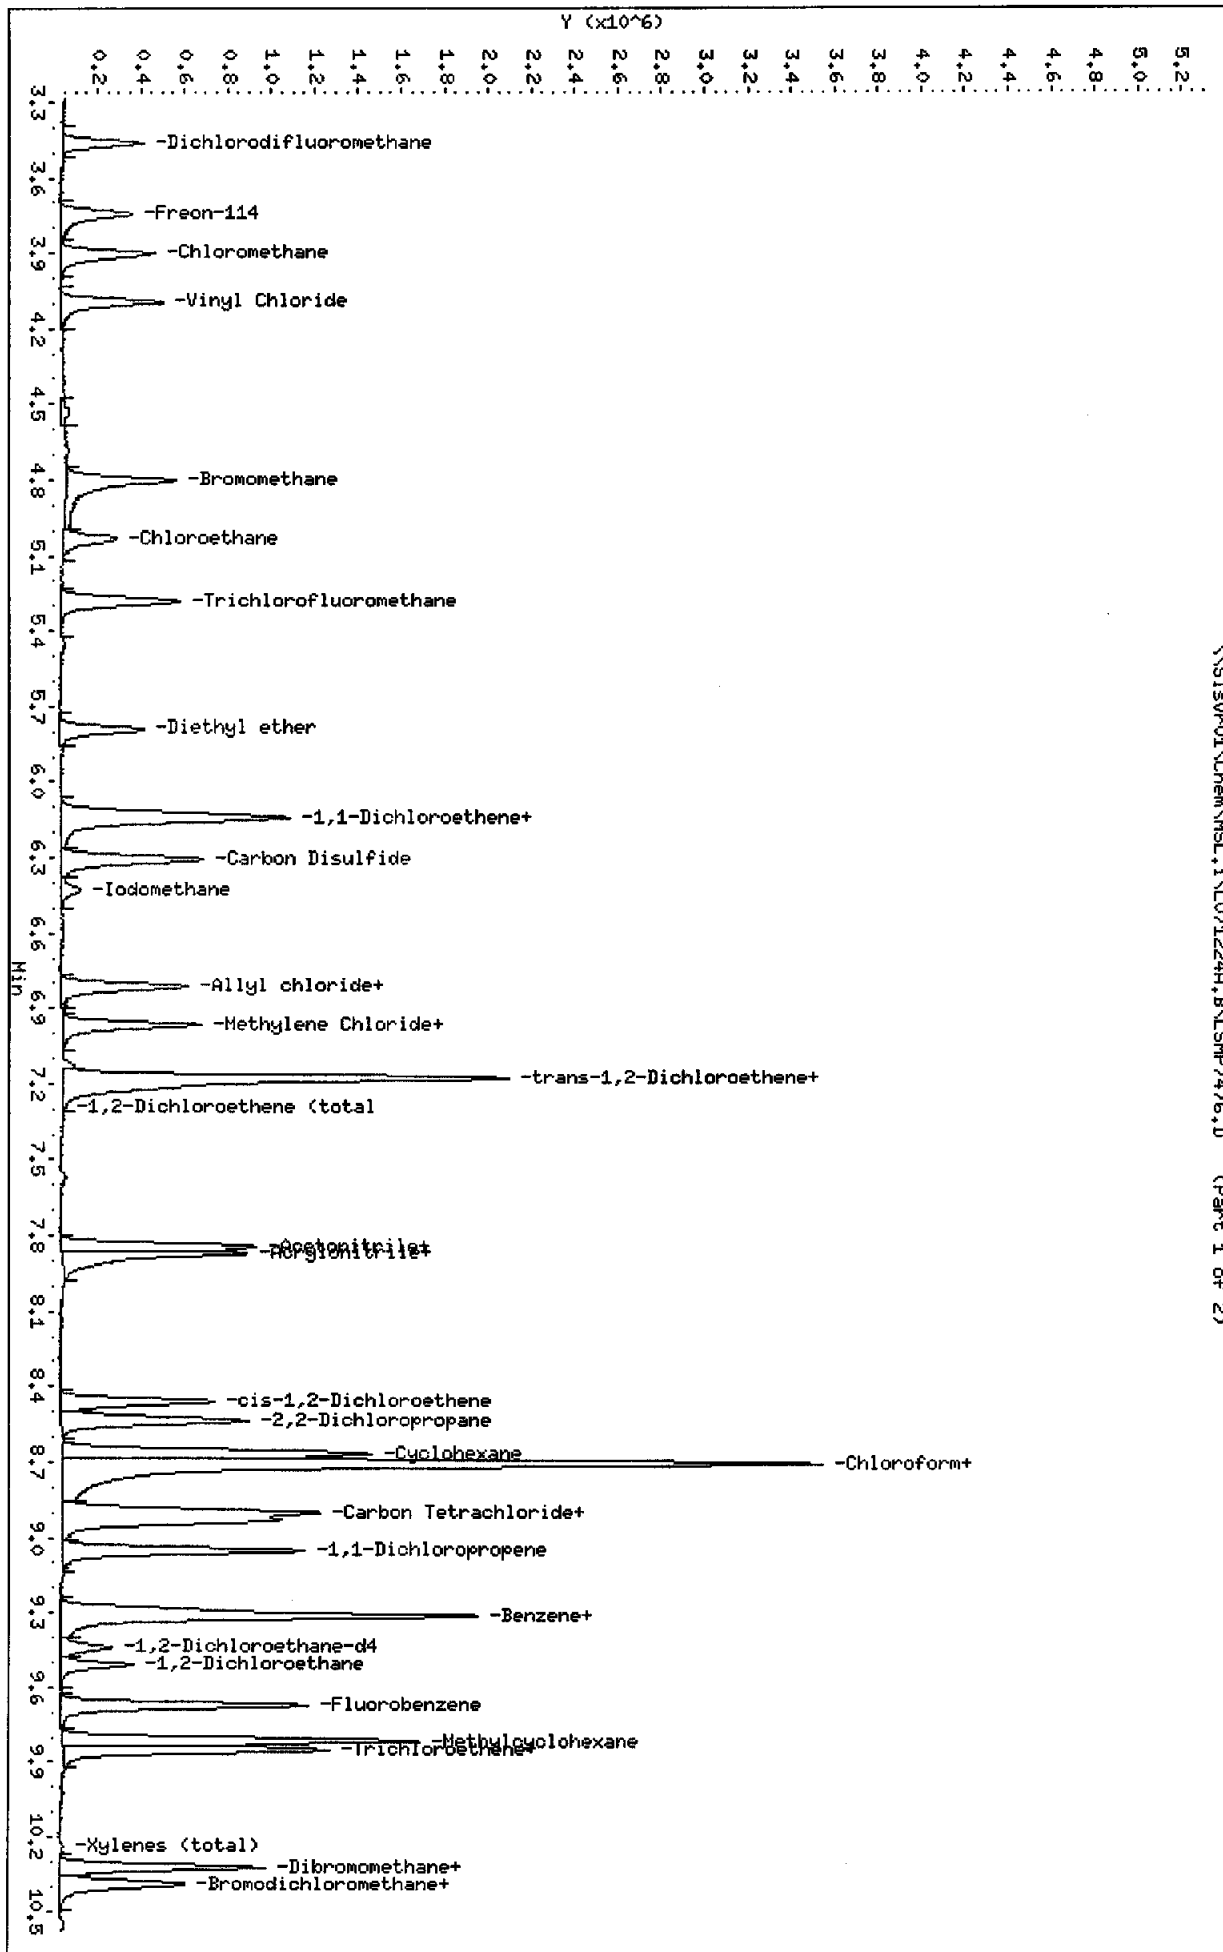 Y (x10^6)
0.2
0.4
0.6
0.8
1.0
1.2
1.4
1.6
1.8
2.0
2.2
2.4
2.6
2.8
3.0
3.2
3.4
3.6
3.8
4.0
4.2
4.4
4.6
4.8
5.0
5.2
3.3
3.6
3.9
4.2
4.5
4.8
5.1
5.4
5.7
6.0
6.3
6.6
6.9
7.2
7.5
7.8
8.1
8.4
8.7
9.0
9.3
9.6
9.9
10.2
10.5
Min
-Dichlorodifluoromethane
-Freon-114
-Chloromethane
-Vinyl Chloride
-Bromomethane
-Chloroethane
-Trichlorofluoromethane
-Diethyl ether
-1,1-Dichloroethene+
-Carbon Disulfide
-Iodomethane
-Allyl chloride+
-Methylene Chloride+
-trans-1,2-Dichloroethene+
-1,2-Dichloroethene (total
-Acetonitrile+
-Acrylonitrile+
-cis-1,2-Dichloroethene
-2,2-Dichloropropane
-Cyclohexane
-Chloroform+
-Carbon Tetrachloride+
-1,1-Dichloropropene
-Benzene+
-1,2-Dichloroethane-d4
-1,2-Dichloroethane
-Fluorobenzene
-Methylcyclohexane
-Trichloroethene+
-Xylenes (total)
-Dibromomethane+
-Bromodichloromethane+
(Part 1 of 2)